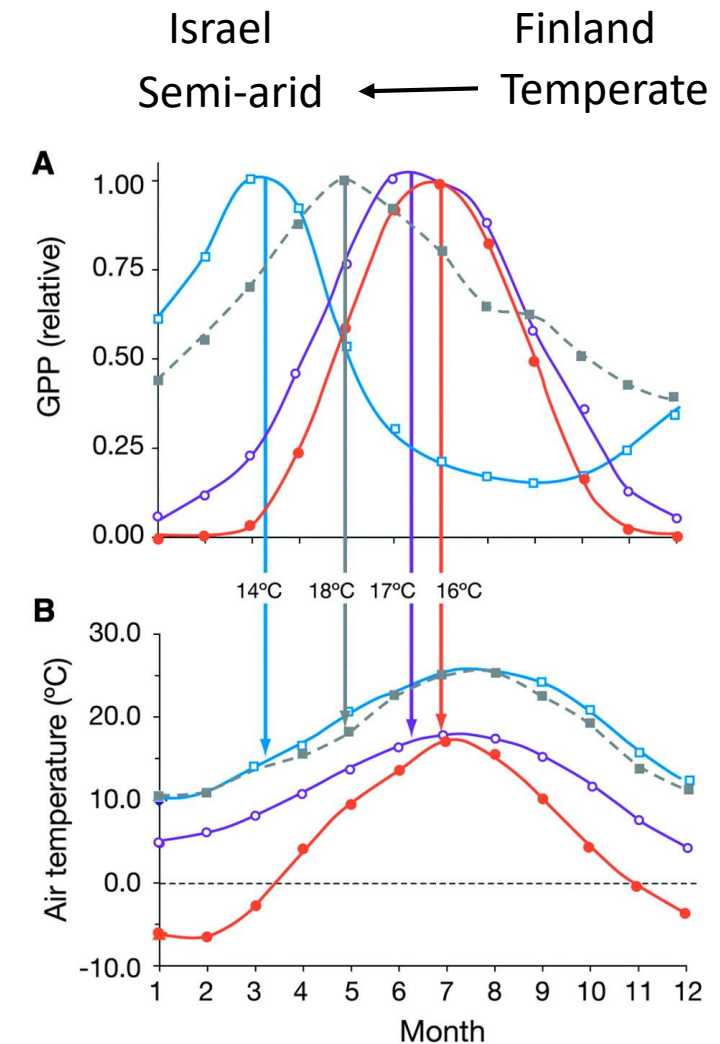 Israel Finland
Semi-arid Temperate
A
1.00
0.75
0.50
0.25
0.00
GPP (relative)
14ºC 18ºC 17ºC 16ºC
B
30.0
20.0
10.0
0.0
-10.0
Air temperature (ºC)
1 2 3 4 5 6 7 8 9 10 11 12
Month